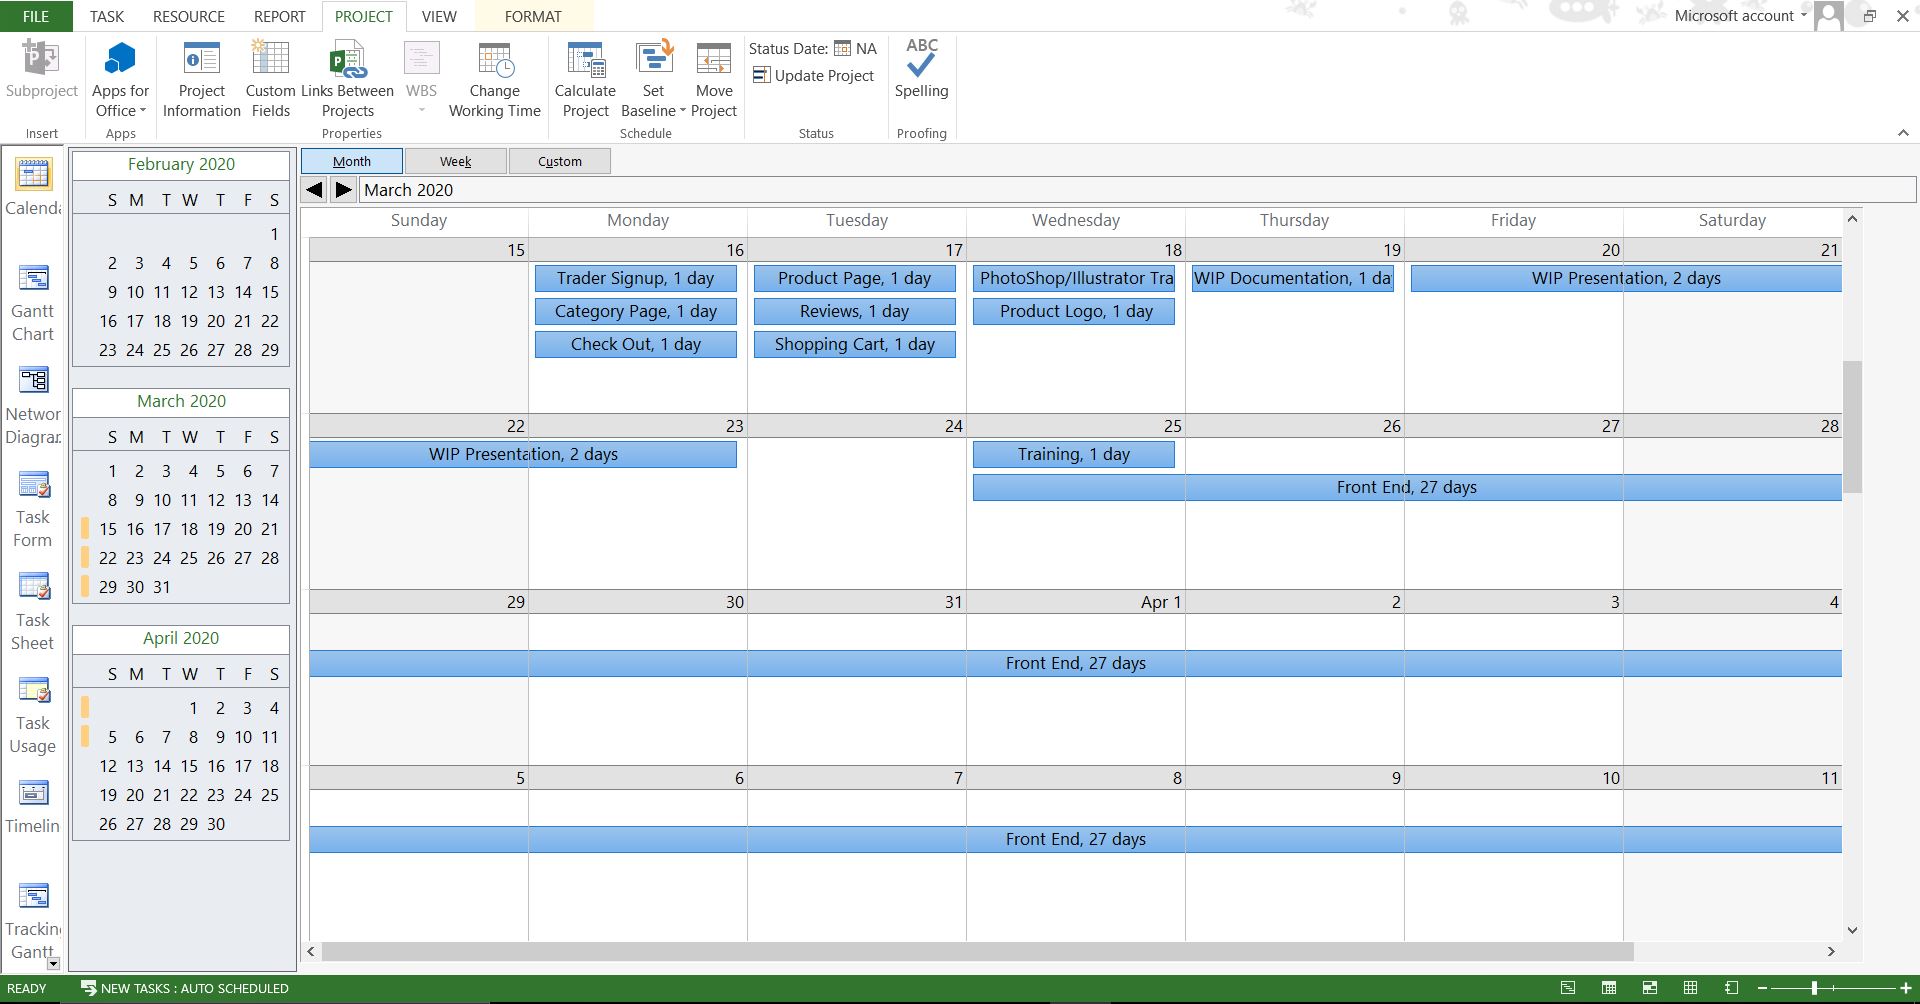 FILE TASK RESOURCE REPORT PROJECT VIEW FORMAT Microsoft account
Subproject
Insert
Apps for
Office
Apps
Project
Information
Custom
Fields
Links Between
Projects
WBS
Change
Working Time
Properties
Calculate
Project
Set
Baseline
Move
Project
Schedule
Status Date: NA
Update Project
Status
ABC
Spelling
Proofing
Calenda
Gantt
Chart
Networ
Diagra
Task
Form
Task
Sheet
Task
Usage
Timelin
Tracking
Gantt
February 2020
S M T W T F S
1
2 3 4 5 6 7 8
9 10 11 12 13 14 15
16 17 18 19 20 21 22
23 24 25 26 27 28 29
March 2020
S M T W T F S
1 2 3 4 5 6 7
8 9 10 11 12 13 14
15 16 17 18 19 20 21
22 23 24 25 26 27 28
29 30 31
April 2020
S M T W T F S
1 2 3 4
5 6 7 8 9 10 11
12 13 14 15 16 17 18
19 20 21 22 23 24 25
26 27 28 29 30
Month Week Custom
March 2020
Sunday Monday Tuesday Wednesday Thursday Friday Saturday
15 16 17 18 19 20 21
Trader Signup, 1 day Product Page, 1 day PhotoShop/Illustrator Tra WIP Documentation, 1 da WIP Presentation, 2 days
Category Page, 1 day Reviews, 1 day Product Logo, 1 day
Check Out, 1 day Shopping Cart, 1 day
22 23 24 25 26 27 28
WIP Presentation, 2 days Training, 1 day
Front End, 27 days
29 30 31 Apr 1 2 3 4
Front End, 27 days
5 6 7 8 9 10 11
Front End, 27 days
READY NEW TASKS : AUTO SCHEDULED